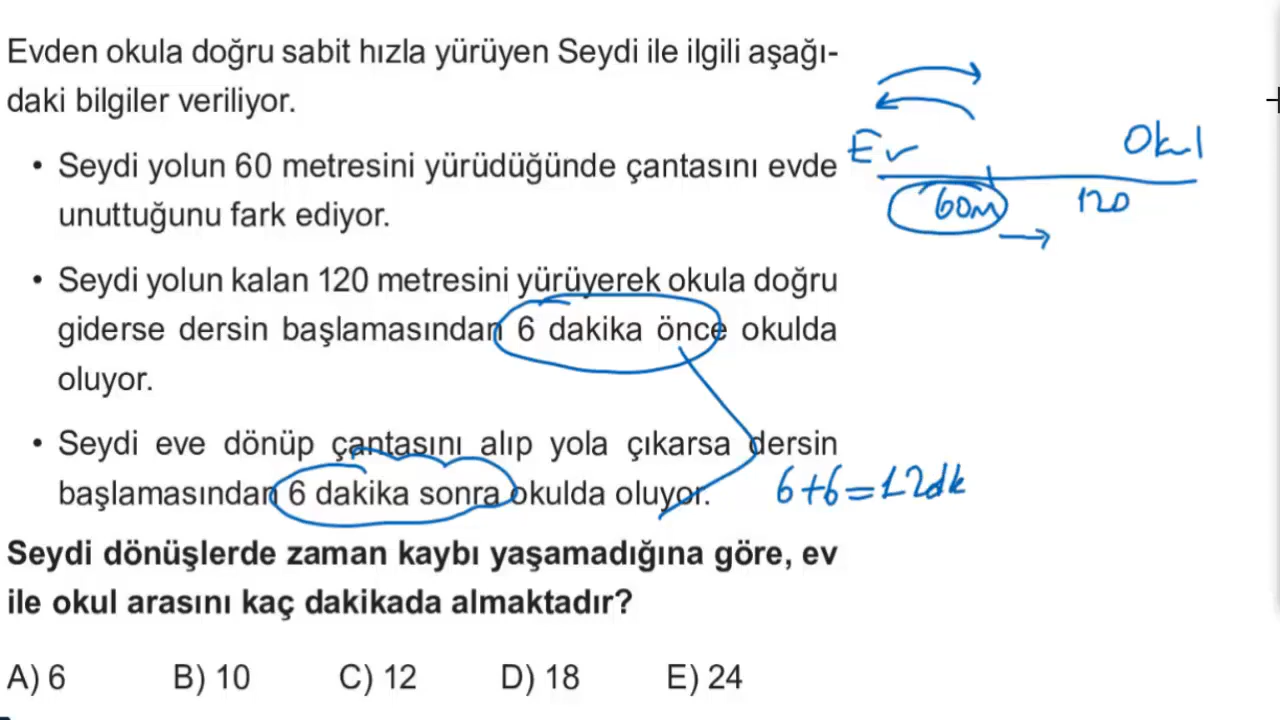 Evden okula doğru sabit hızla yürüyen Seydi ile ilgili aşağı-
daki bilgiler veriliyor.
• Seydi yolun 60 metresini yürüdüğünde çantasını evde
unuttuğunu fark ediyor.
• Seydi yolun kalan 120 metresini yürüyerek okula doğru
giderse dersin başlamasından 6 dakika önce okulda
oluyor.
• Seydi eve dönüp çantasını alıp yola çıkarsa dersin
başlamasından 6 dakika sonra okulda oluyor.
Seydi dönüşlerde zaman kaybı yaşamadığına göre, ev
ile okul arasını kaç dakikada almaktadır?
A) 6 B) 10 C) 12 D) 18 E) 24
Ev Okul
60m 120
6+6=12dk